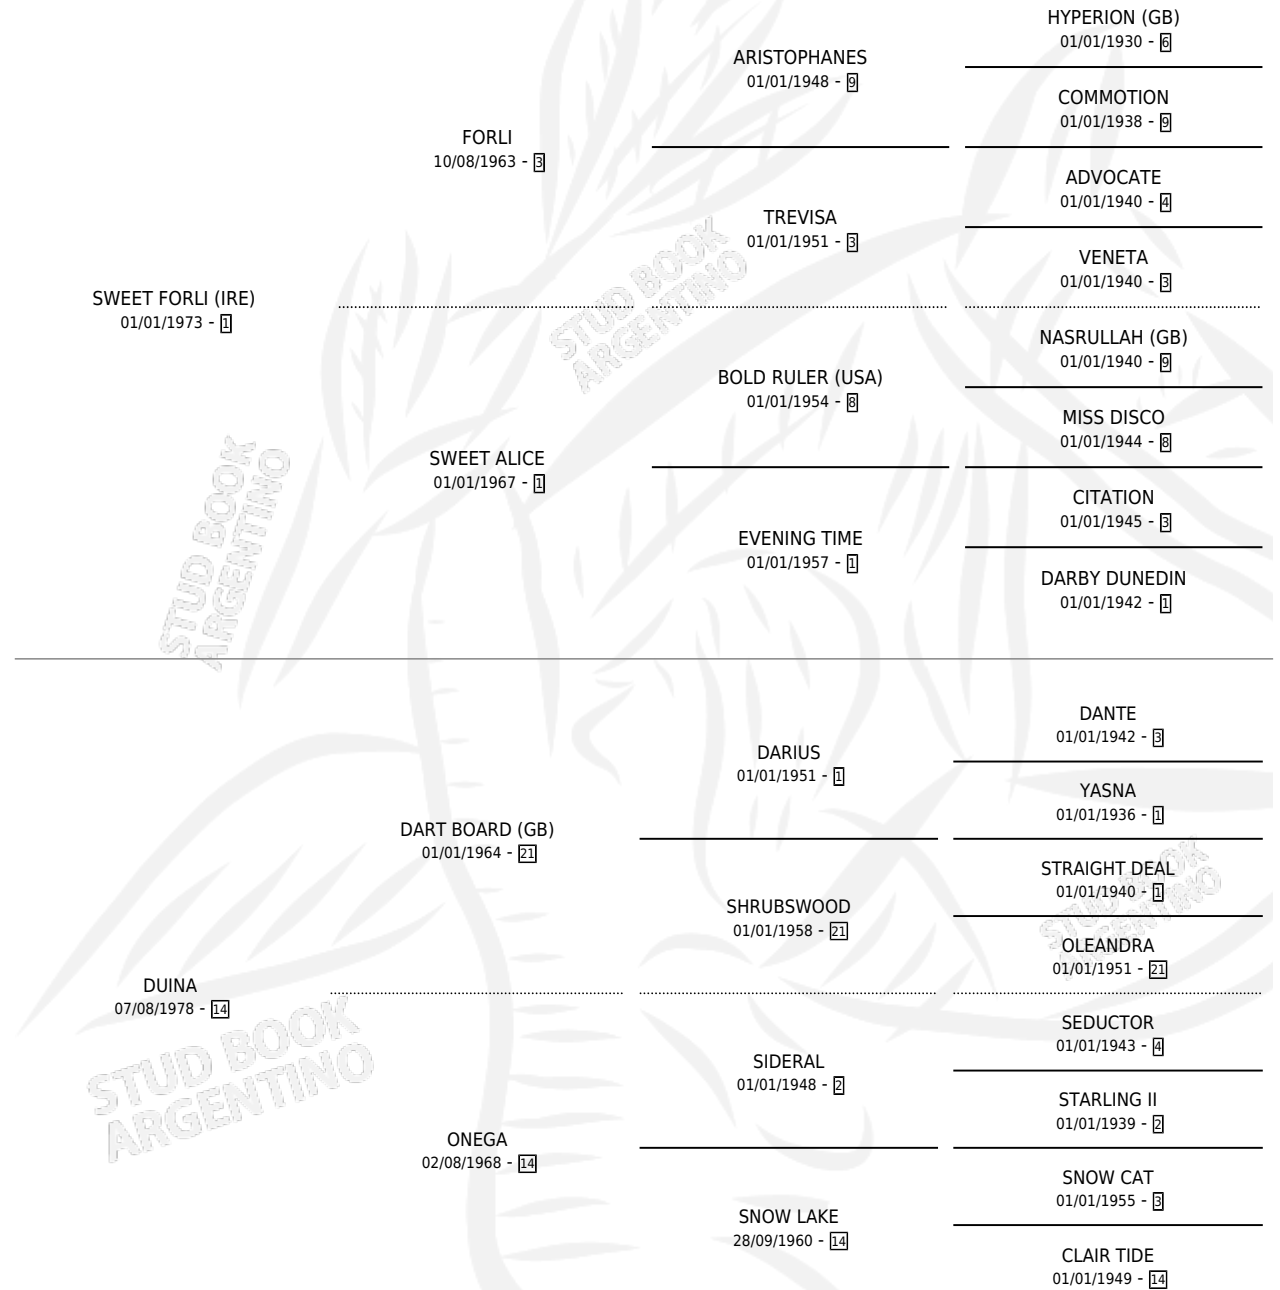 HYPERION (GB)
01/01/1930 - 6
ARISTOPHANES
01/01/1948 - 9
COMMOTION
01/01/1938 - 9
FORLI
10/08/1963 - 3
ADVOCATE
01/01/1940 - 4
TREVISA
01/01/1951 - 3
VENETA
01/01/1940 - 3
SWEET FORLI (IRE)
01/01/1973 - 1
NASRULLAH (GB)
01/01/1940 - 9
BOLD RULER (USA)
01/01/1954 - 8
MISS DISCO
01/01/1944 - 8
SWEET ALICE
01/01/1967 - 1
CITATION
01/01/1945 - 3
EVENING TIME
01/01/1957 - 1
DARBY DUNEDIN
01/01/1942 - 1
DANTE
01/01/1942 - 3
DARIUS
01/01/1951 - 1
YASNA
01/01/1936 - 1
DART BOARD (GB)
01/01/1964 - 21
STRAIGHT DEAL
01/01/1940 - 1
SHRUBSWOOD
01/01/1958 - 21
OLEANDRA
01/01/1951 - 21
DUINA
07/08/1978 - 14
SEDUCTOR
01/01/1943 - 4
SIDERAL
01/01/1948 - 2
STARLING II
01/01/1939 - 2
ONEGA
02/08/1968 - 14
SNOW CAT
01/01/1955 - 3
SNOW LAKE
28/09/1960 - 14
CLAIR TIDE
01/01/1949 - 14
STUD BOOK
ARGENTINO
STUD BOOK
ARGENTINO
STUD BOOK
ARGENTINO
STUD BOOK
ARGENTINO